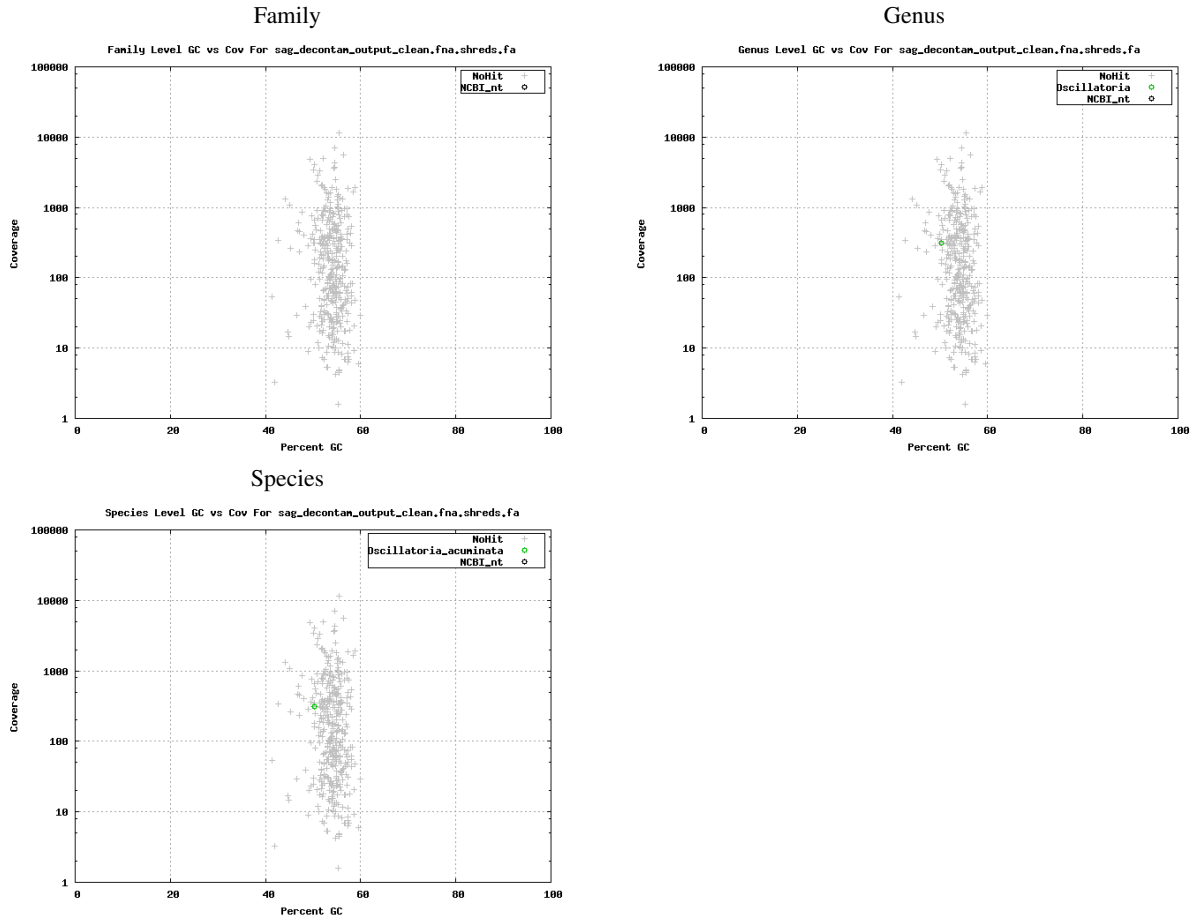 Family
Family Level GC vs Cov For sag_decontam_output_clean.fna.shreds.fa
NoHit
NCBI_nt
100000
10000
1000
100
10
1
Coverage
0 20 40 60 80 100
Percent GC
Genus
Genus Level GC vs Cov For sag_decontam_output_clean.fna.shreds.fa
NoHit
Oscillatoria
NCBI_nt
100000
10000
1000
100
10
1
Coverage
0 20 40 60 80 100
Percent GC
Species
Species Level GC vs Cov For sag_decontam_output_clean.fna.shreds.fa
NoHit
Oscillatoria_acuminata
NCBI_nt
100000
10000
1000
100
10
1
Coverage
0 20 40 60 80 100
Percent GC